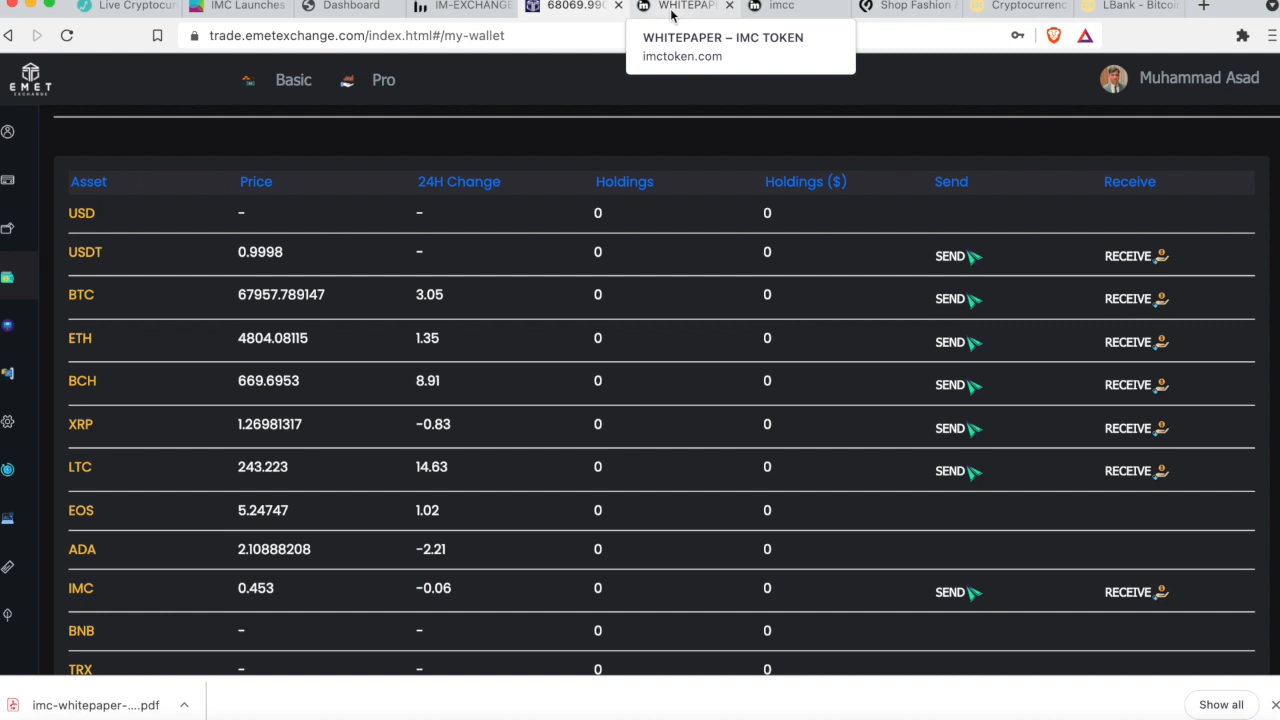 Live Cryptocur
IMC Launches
Dashboard
IM-EXCHANGE
68069.990
WHITEPAP
imcc
Shop Fashion
Cryptocurrenc
LBank - Bitcoi
trade.emetexchange.com/index.html#/my-wallet
WHITEPAPER – IMC TOKEN
imctoken.com
EMET
EXCHANGE
Basic
Pro
Muhammad Asad
Asset Price 24H Change Holdings Holdings ($) Send Receive
USD - - 0 0
USDT 0.9998 - 0 0 SEND RECEIVE
BTC 67957.789147 3.05 0 0 SEND RECEIVE
ETH 4804.08115 1.35 0 0 SEND RECEIVE
BCH 669.6953 8.91 0 0 SEND RECEIVE
XRP 1.26981317 -0.83 0 0 SEND RECEIVE
LTC 243.223 14.63 0 0 SEND RECEIVE
EOS 5.24747 1.02 0 0
ADA 2.10888208 -2.21 0 0
IMC 0.453 -0.06 0 0 SEND RECEIVE
BNB - - 0 0
TRX - - 0 0
imc-whitepaper-....pdf
Show all